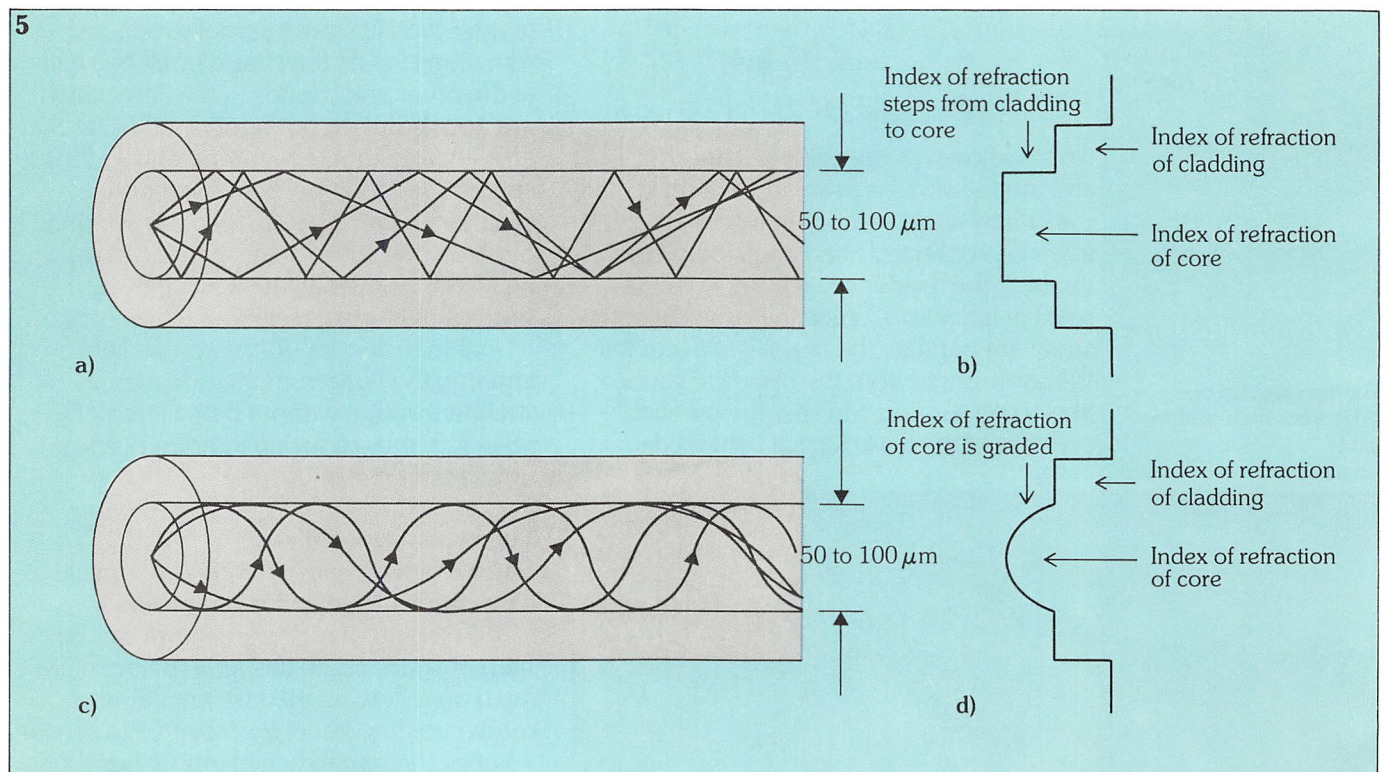 5
Index of refraction
steps from cladding
to core
Index of refraction
of cladding
50 to 100 μm
Index of refraction
of core
a)
b)
Index of refraction
of core is graded
Index of refraction
of cladding
50 to 100 μm
Index of refraction
of core
c)
d)